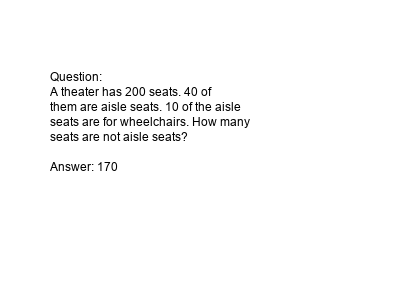 Question:
A theater has 200 seats. 40 of
them are aisle seats. 10 of the aisle
seats are for wheelchairs. How many
seats are not aisle seats?
Answer: 170